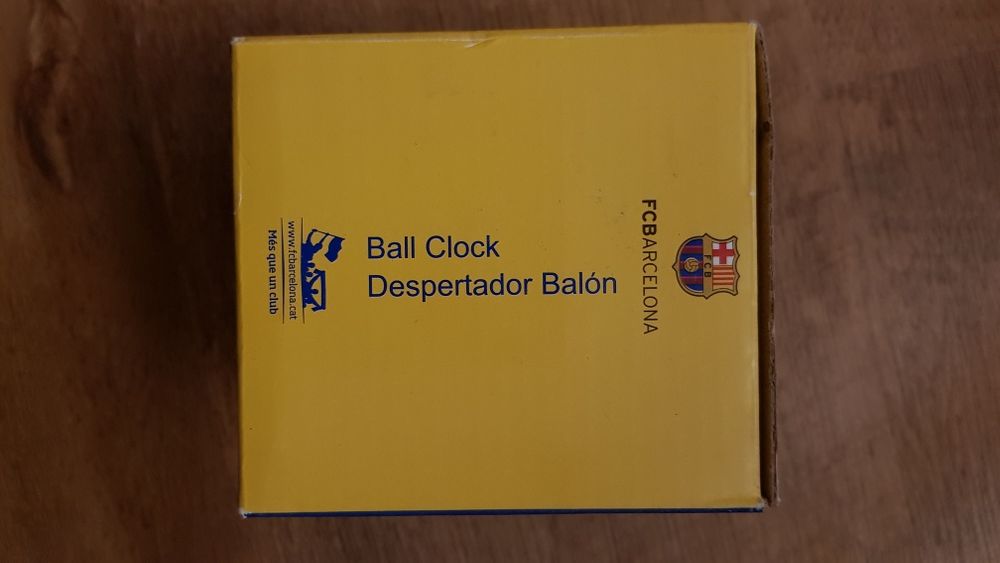 FCB
FCBARCELONA
Ball Clock
Despertador Balón
www.fcbarcelona.cat
Més que un club